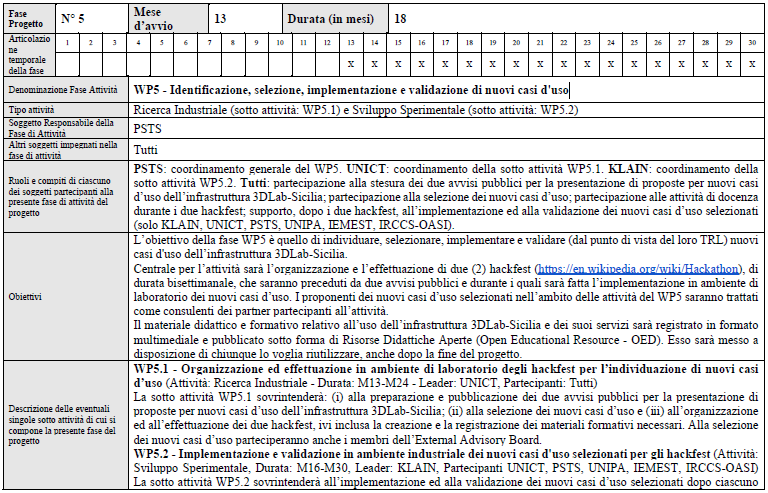 Fase Progetto N° 5 Mese d’avvio 13 Durata (in mesi) 18
Articolazione temporale della fase 1 2 3 4 5 6 7 8 9 10 11 12 13 14 15 16 17 18 19 20 21 22 23 24 25 26 27 28 29 30
x x x x x x x x x x x x x x x x x x
Denominazione Fase Attività WP5 - Identificazione, selezione, implementazione e validazione di nuovi casi d'uso
Tipo attività Ricerca Industriale (sotto attività: WP5.1) e Sviluppo Sperimentale (sotto attività: WP5.2)
Soggetto Responsabile della Fase di Attività PSTS
Altri soggetti impegnati nella fase di attività Tutti
Ruoli e compiti di ciascuno dei soggetti partecipanti alla presente fase di attività del progetto
PSTS: coordinamento generale del WP5. UNICT: coordinamento della sotto attività WP5.1. KLAIN: coordinamento della
sotto attività WP5.2. Tutti: partecipazione alla stesura dei due avvisi pubblici per la presentazione di proposte per nuovi casi
d’uso dell’infrastruttura 3DLab-Sicilia; partecipazione alla selezione dei nuovi casi d’uso; partecipazione alle attività di docenza
durante i due hackfest; supporto, dopo i due hackfest, all’implementazione ed alla validazione dei nuovi casi d’uso selezionati
(solo KLAIN, UNICT, PSTS, UNIPA, IEMEST, IRCCS-OASI).
Obiettivi
L’obiettivo della fase WP5 è quello di individuare, selezionare, implementare e validare (dal punto di vista del loro TRL) nuovi
casi d'uso dell’infrastruttura 3DLab-Sicilia.
Centrale per l’attività sarà l’organizzazione e l’effettuazione di due (2) hackfest (https://en.wikipedia.org/wiki/Hackathon), di
durata bisettimanale, che saranno preceduti da due avvisi pubblici e durante i quali sarà fatta l’implementazione in ambiente di
laboratorio dei nuovi casi d’uso. I proponenti dei nuovi casi d’uso selezionati nell’ambito delle attività del WP5 saranno trattati
come consulenti dei partner partecipanti all’attività.
Il materiale didattico e formativo relativo all’uso dell’infrastruttura 3DLab-Sicilia e dei suoi servizi sarà registrato in formato
multimediale e pubblicato sotto forma di Risorse Didattiche Aperte (Open Educational Resource - OED). Esso sarà messo a
disposizione di chiunque lo voglia riutilizzare, anche dopo la fine del progetto.
Descrizione delle eventuali singole sotto attività di cui si compone la presente fase del progetto
WP5.1 - Organizzazione ed effettuazione in ambiente di laboratorio degli hackfest per l’individuazione di nuovi casi
d’uso (Attività: Ricerca Industriale - Durata: M13-M24 - Leader: UNICT, Partecipanti: Tutti)
La sotto attività WP5.1 sovrintenderà: (i) alla preparazione e pubblicazione dei due avvisi pubblici per la presentazione di
proposte per nuovi casi d’uso dell’infrastruttura 3DLab-Sicilia; (ii) alla selezione dei nuovi casi d’uso e (iii) all’organizzazione
ed all’effettuazione dei due hackfest, ivi inclusa la creazione e la registrazione dei materiali formativi necessari. Alla selezione
dei nuovi casi d’uso parteciperanno anche i membri dell’External Advisory Board.
WP5.2 - Implementazione e validazione in ambiente industriale dei nuovi casi d'uso selezionati per gli hackfest (Attività:
Sviluppo Sperimentale, Durata: M16-M30, Leader: KLAIN, Partecipanti UNICT, PSTS, UNIPA, IEMEST, IRCCS-OASI)
La sotto attività WP5.2 sovrintenderà all’implementazione ed alla validazione dei nuovi casi d’uso selezionati dopo ciascuno